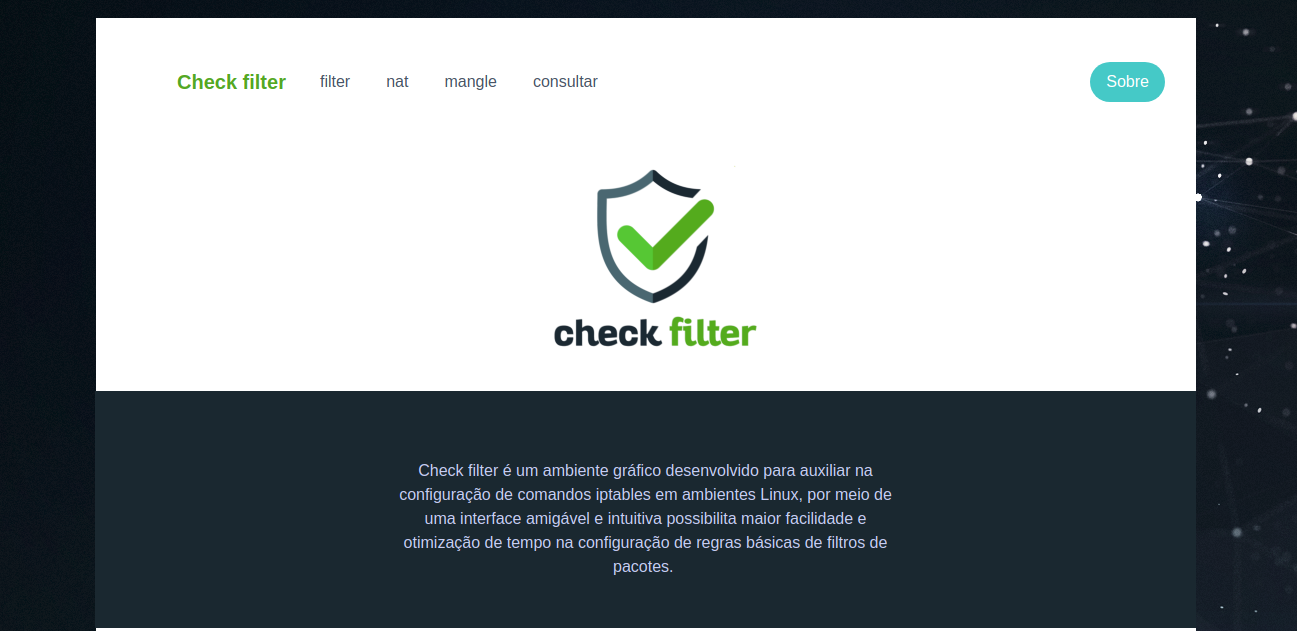 Check filter filter nat mangle consultar Sobre
check filter
Check filter é um ambiente gráfico desenvolvido para auxiliar na
configuração de comandos iptables em ambientes Linux, por meio de
uma interface amigável e intuitiva possibilita maior facilidade e
otimização de tempo na configuração de regras básicas de filtros de
pacotes.